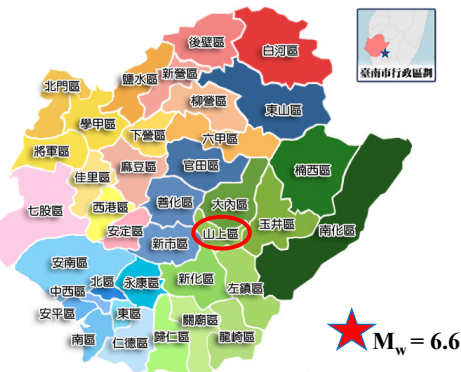 後壁區
白河區
鹽水區
新營區
北門區
柳營區
東山區
學甲區
下營區
六甲區
將軍區
麻豆區
官田區
楠西區
佳里區
七股區
西港區
善化區
大內區
玉井區
南化區
安定區
新市區
山上區
安南區
北區
永康區
新化區
左鎮區
中西區
安平區
東區
關廟區
南區
仁德區
歸仁區
龍崎區
臺南市行政區劃
Mw = 6.6